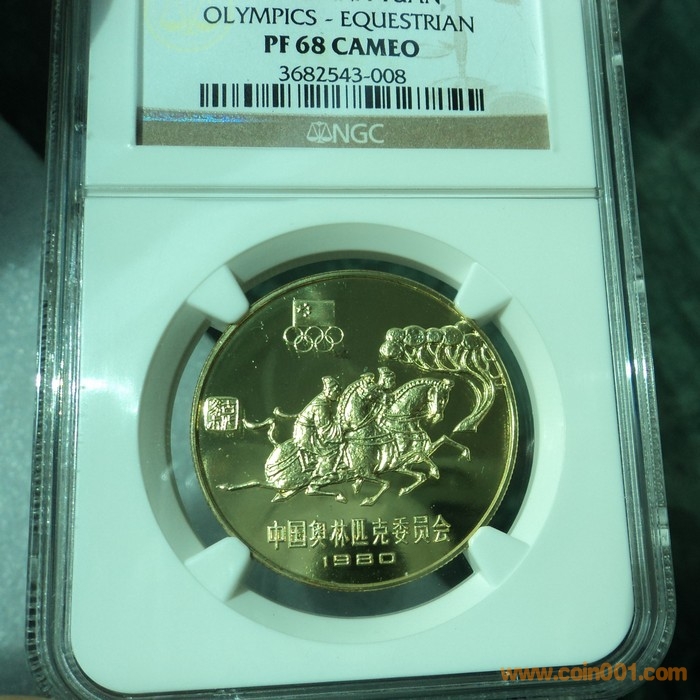 YUAN
OLYMPICS - EQUESTRIAN
PF 68 CAMEO
3682543-008
NGC
中国奥林匹克委员会
1980
www.coin001.com